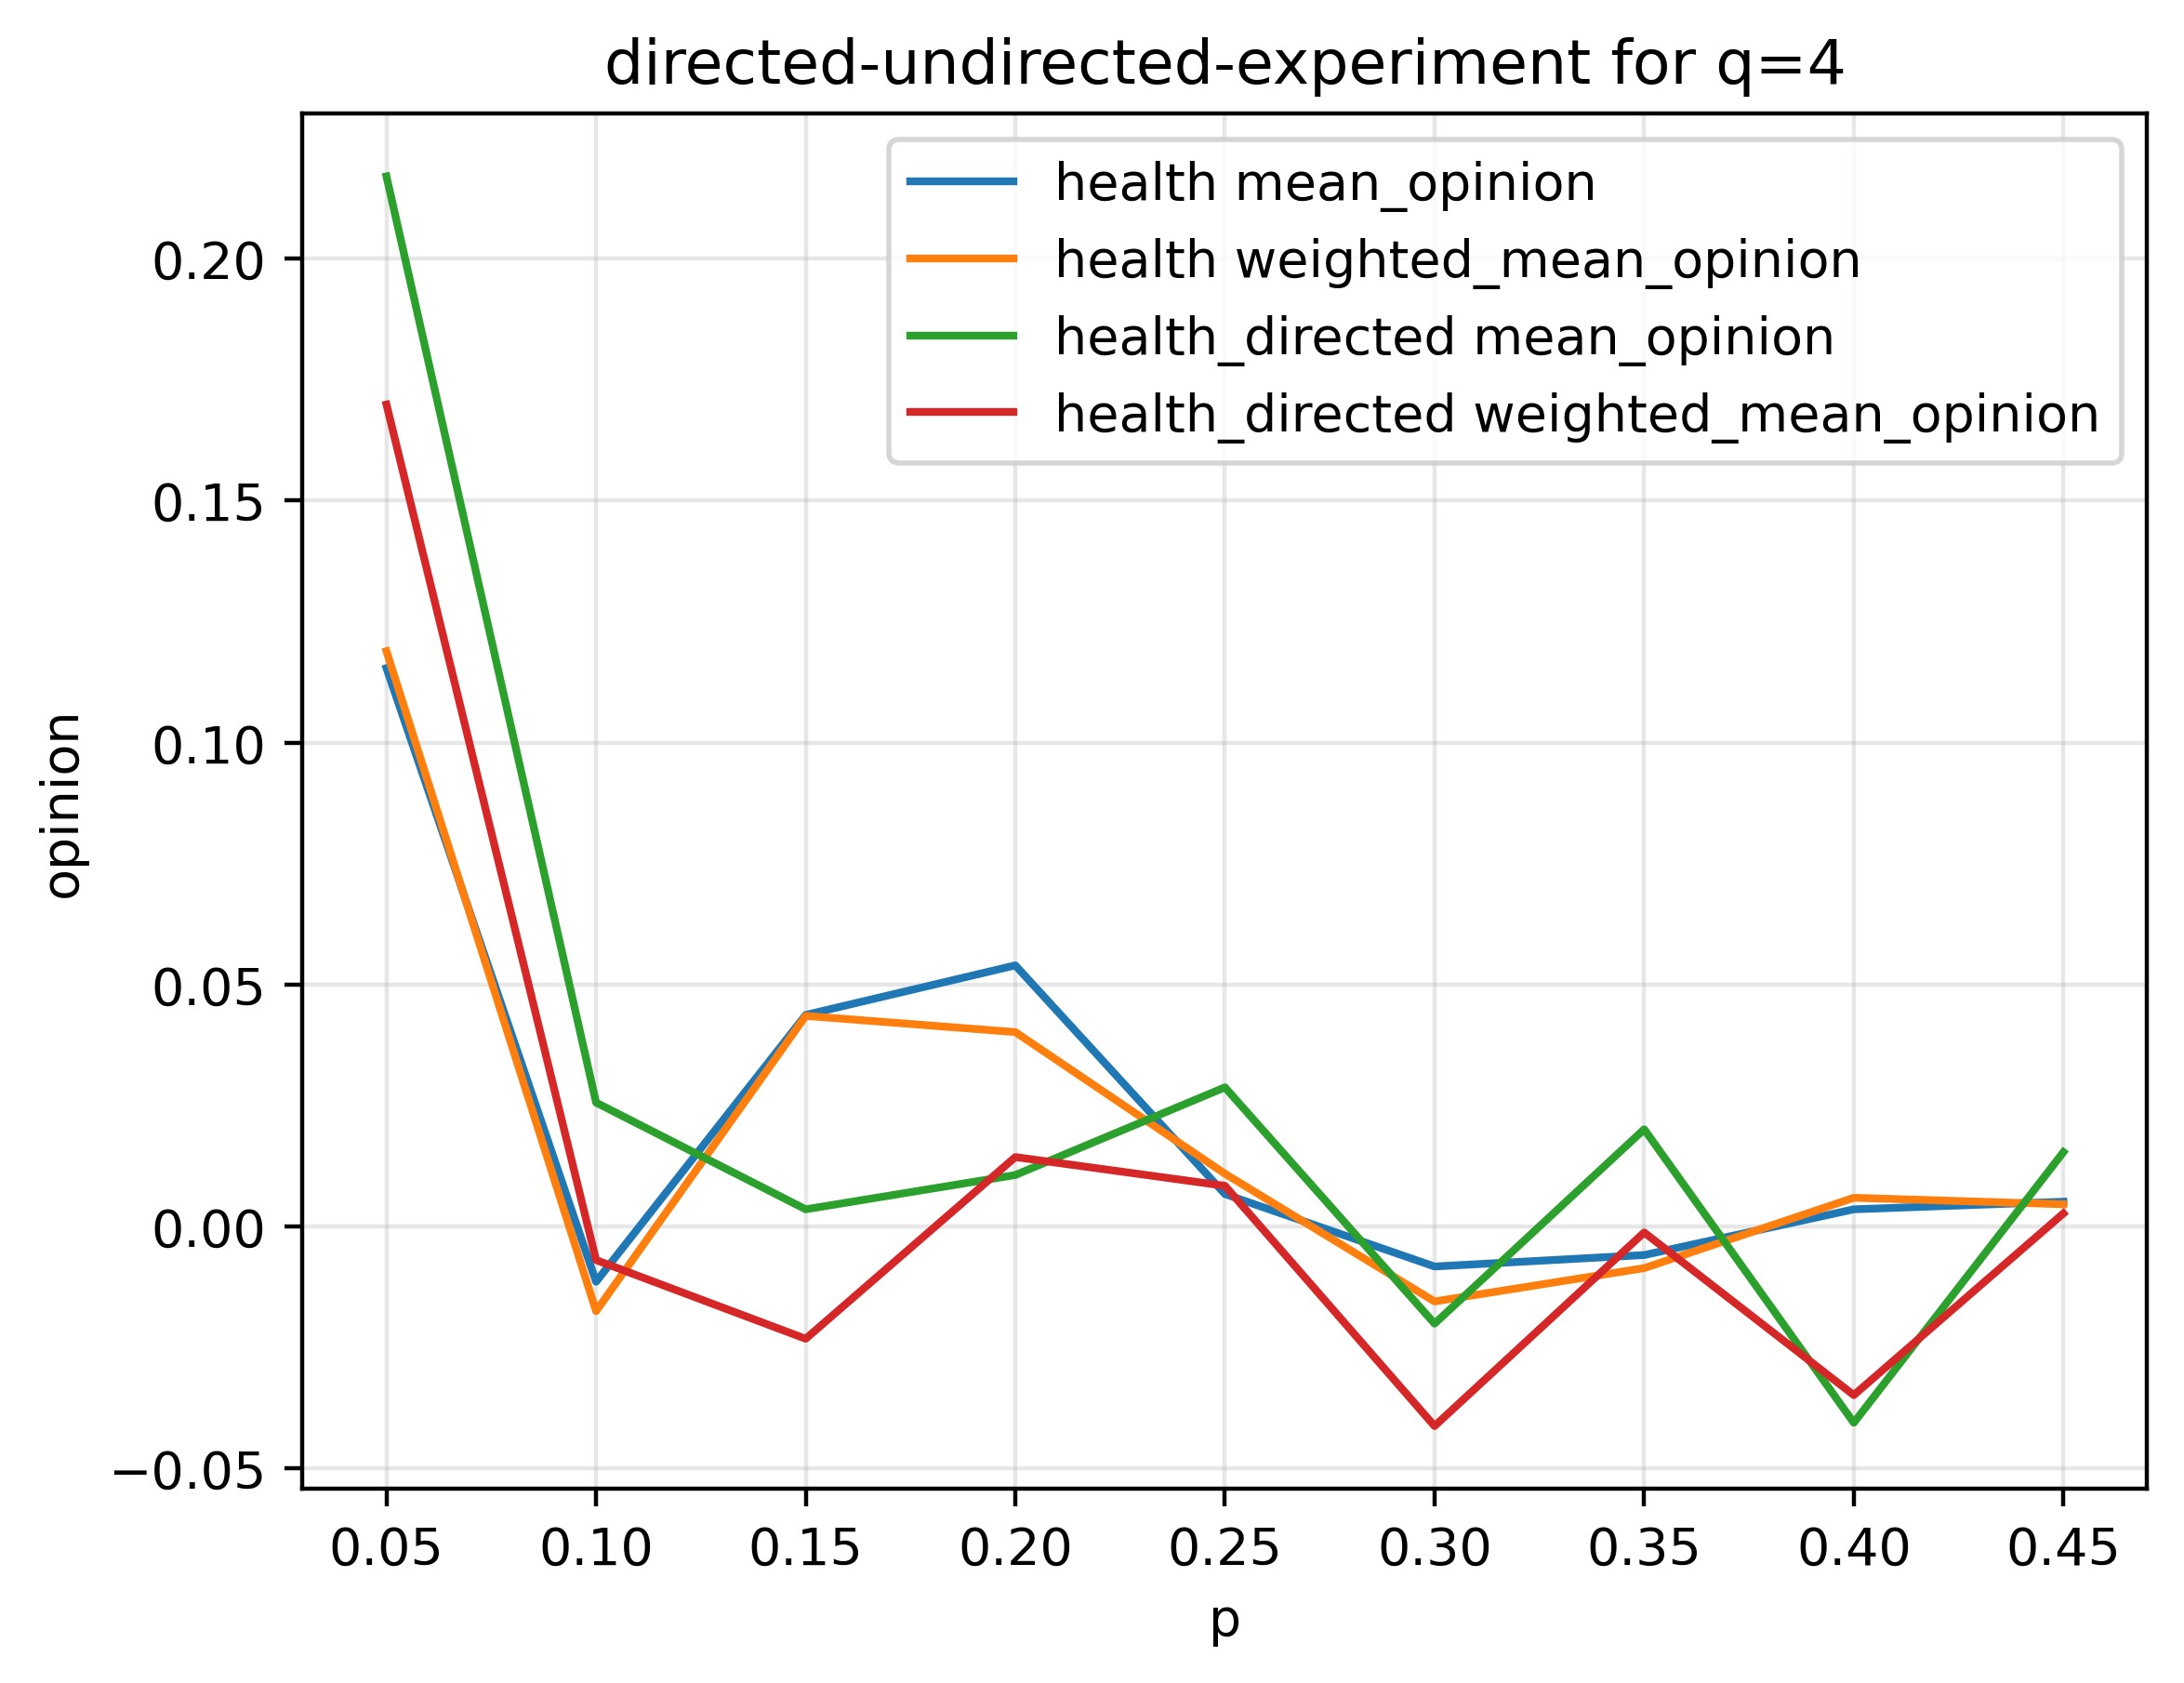 directed-undirected-experiment for q=4
health mean_opinion
health weighted_mean_opinion
health_directed mean_opinion
health_directed weighted_mean_opinion
opinion
0.20
0.15
0.10
0.05
0.00
−0.05
0.05 0.10 0.15 0.20 0.25 0.30 0.35 0.40 0.45
p